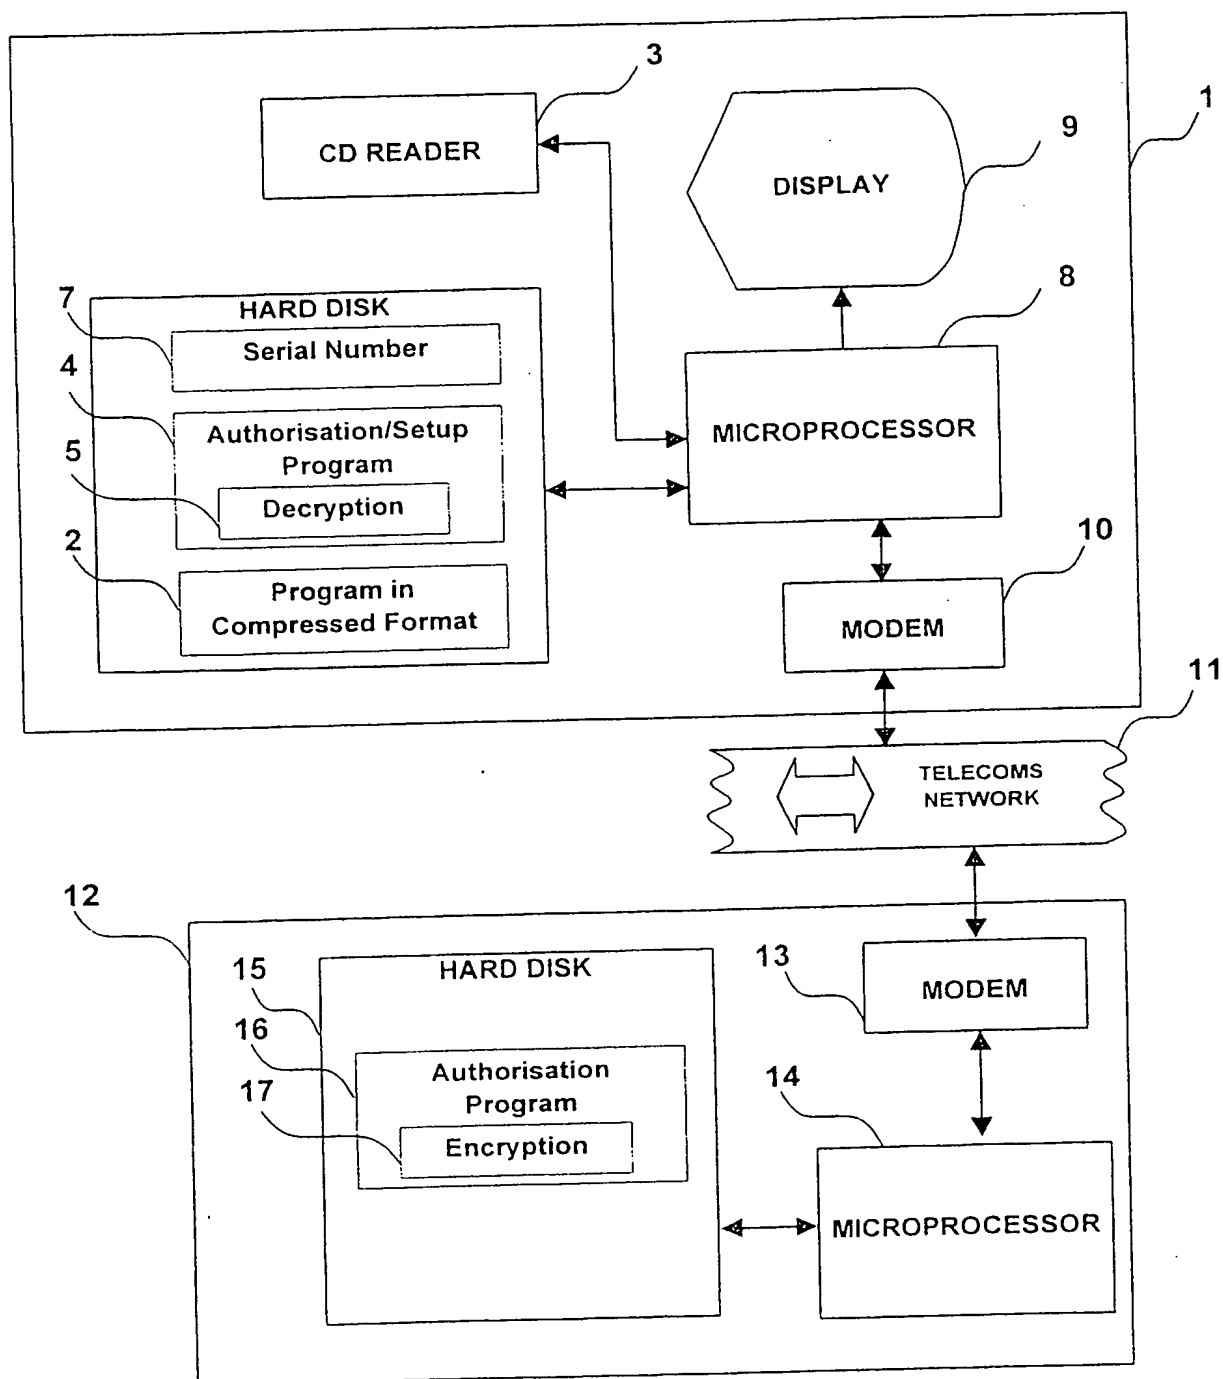 3
1
CD READER
9
DISPLAY
8
HARD DISK
7
Serial Number
4
Authorisation/Setup
Program
5
Decryption
MICROPROCESSOR
2
Program in
Compressed Format
10
MODEM
11
TELECOMS
NETWORK
12
15
HARD DISK
13
MODEM
16
Authorisation
Program
17
Encryption
14
MICROPROCESSOR